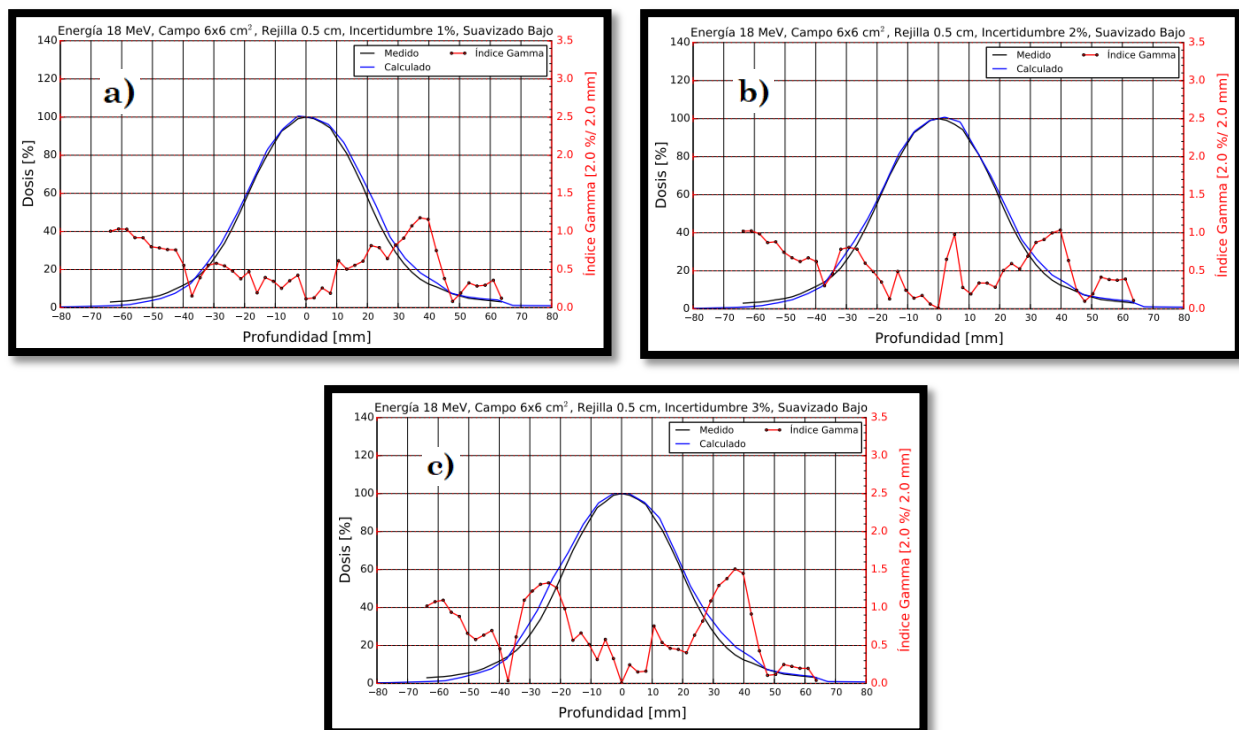 Energía 18 MeV, Campo 6x6 cm², Rejilla 0.5 cm, Incertidumbre 1%, Suavizado Bajo
a)
Medido
Calculado
Índice Gamma
Dosis [%]
140
120
100
80
60
40
20
0
3.5
3.0
2.5
2.0
1.5
1.0
0.5
0.0
Índice Gamma [2.0 %/ 2.0 mm]
−80 −70 −60 −50 −40 −30 −20 −10 0 10 20 30 40 50 60 70 80
Profundidad [mm]
Energía 18 MeV, Campo 6x6 cm², Rejilla 0.5 cm, Incertidumbre 2%, Suavizado Bajo
b)
Medido
Calculado
Índice Gamma
Dosis [%]
140
120
100
80
60
40
20
0
3.5
3.0
2.5
2.0
1.5
1.0
0.5
0.0
Índice Gamma [2.0 %/ 2.0 mm]
−80 −70 −60 −50 −40 −30 −20 −10 0 10 20 30 40 50 60 70 80
Profundidad [mm]
Energía 18 MeV, Campo 6x6 cm², Rejilla 0.5 cm, Incertidumbre 3%, Suavizado Bajo
c)
Medido
Calculado
Índice Gamma
Dosis [%]
140
120
100
80
60
40
20
0
3.5
3.0
2.5
2.0
1.5
1.0
0.5
0.0
Índice Gamma [2.0 %/ 2.0 mm]
−80 −70 −60 −50 −40 −30 −20 −10 0 10 20 30 40 50 60 70 80
Profundidad [mm]